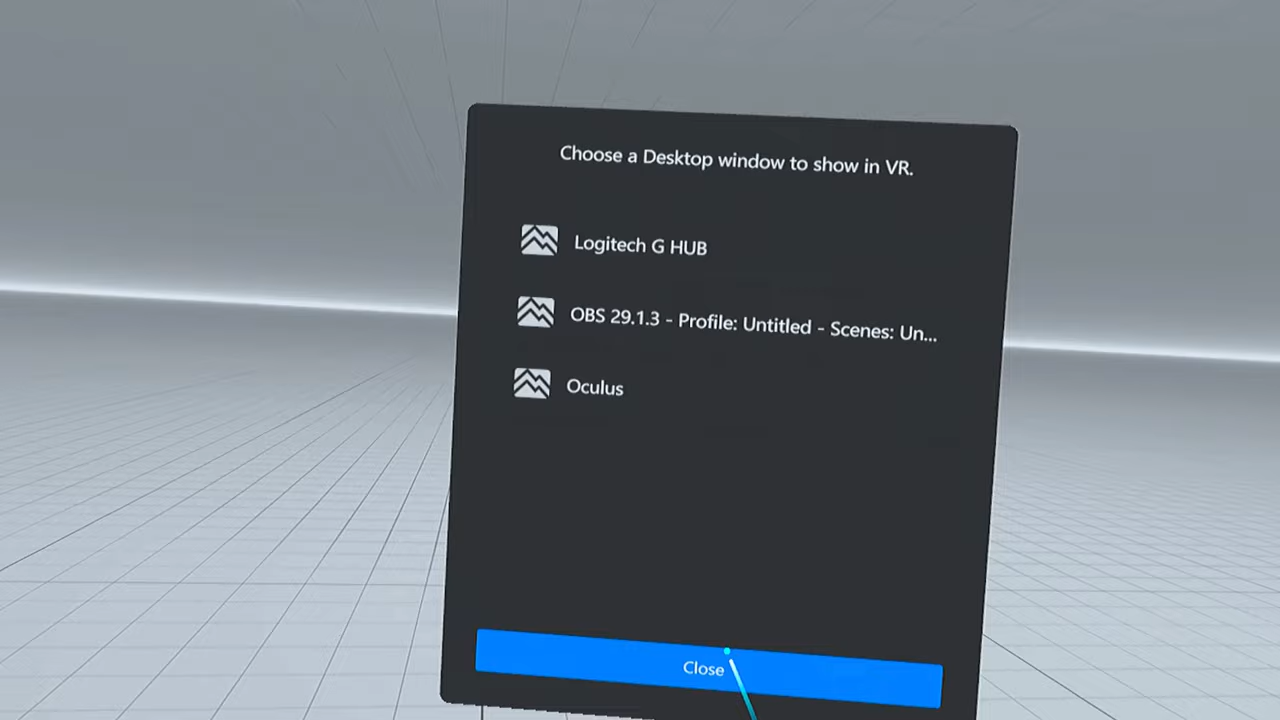 Choose a Desktop window to show in VR.
Logitech G HUB
OBS 29.1.3 - Profile: Untitled - Scenes: Un...
Oculus
Close